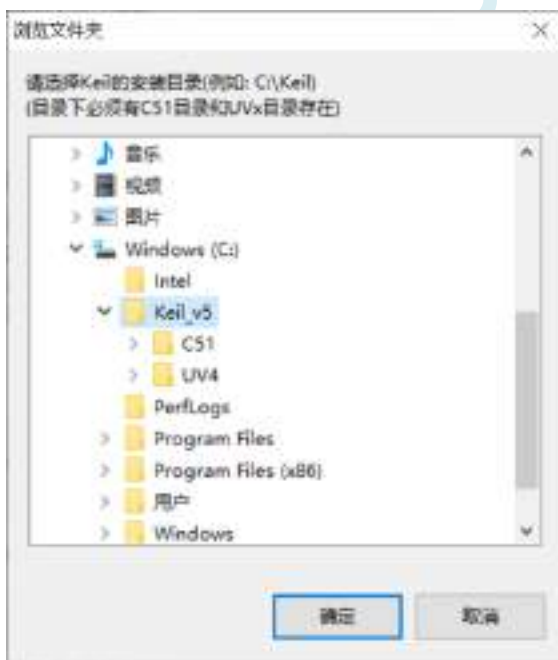 浏览文件夹
请选择Keil的安装目录(例如: C:\Keil)
(目录下必须有C51目录和UVx目录存在)
音乐
视频
图片
Windows (C:)
Intel
Keil_v5
C51
UV4
PerfLogs
Program Files
Program Files (x86)
用户
Windows
确定
取消